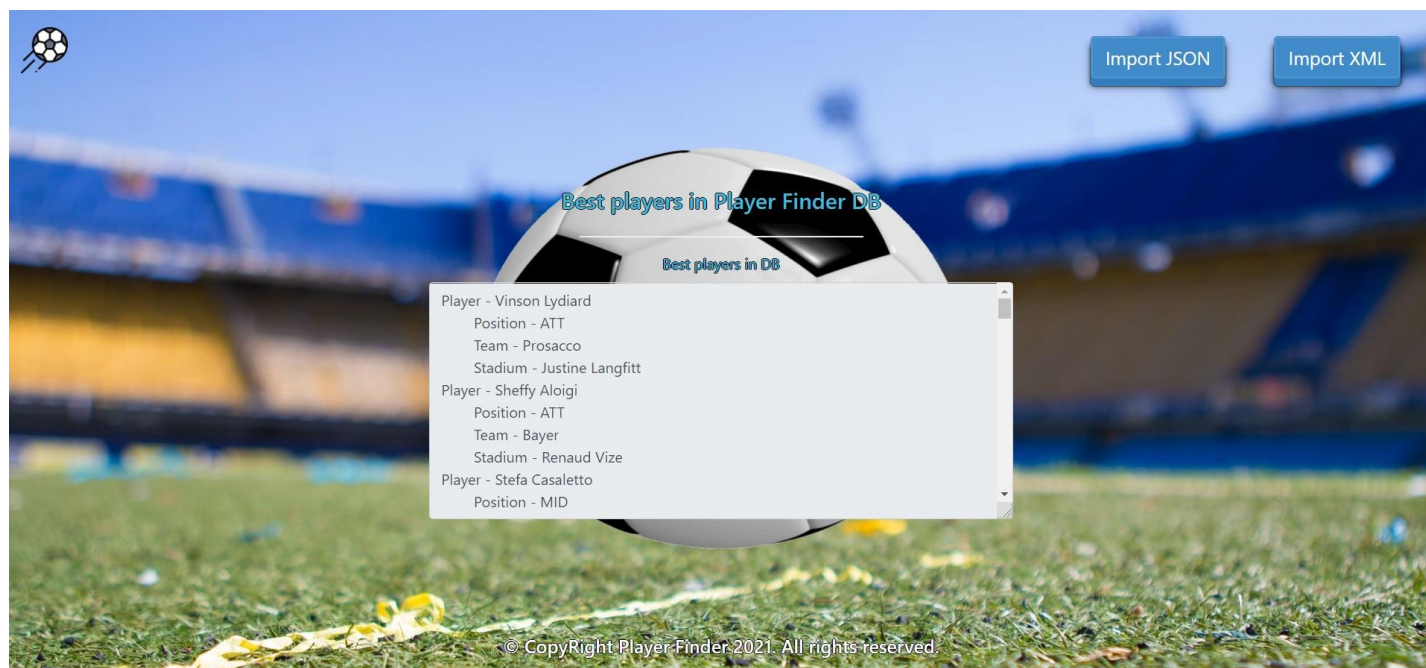 Import JSON
Import XML
Best players in Player Finder DB
Best players in DB
Player - Vinson Lydiard
Position - ATT
Team - Prosacco
Stadium - Justine Langfitt
Player - Sheffy Aloigi
Position - ATT
Team - Bayer
Stadium - Renaud Vize
Player - Stefa Casaletto
Position - MID
© CopyRight Player Finder 2021. All rights reserved.